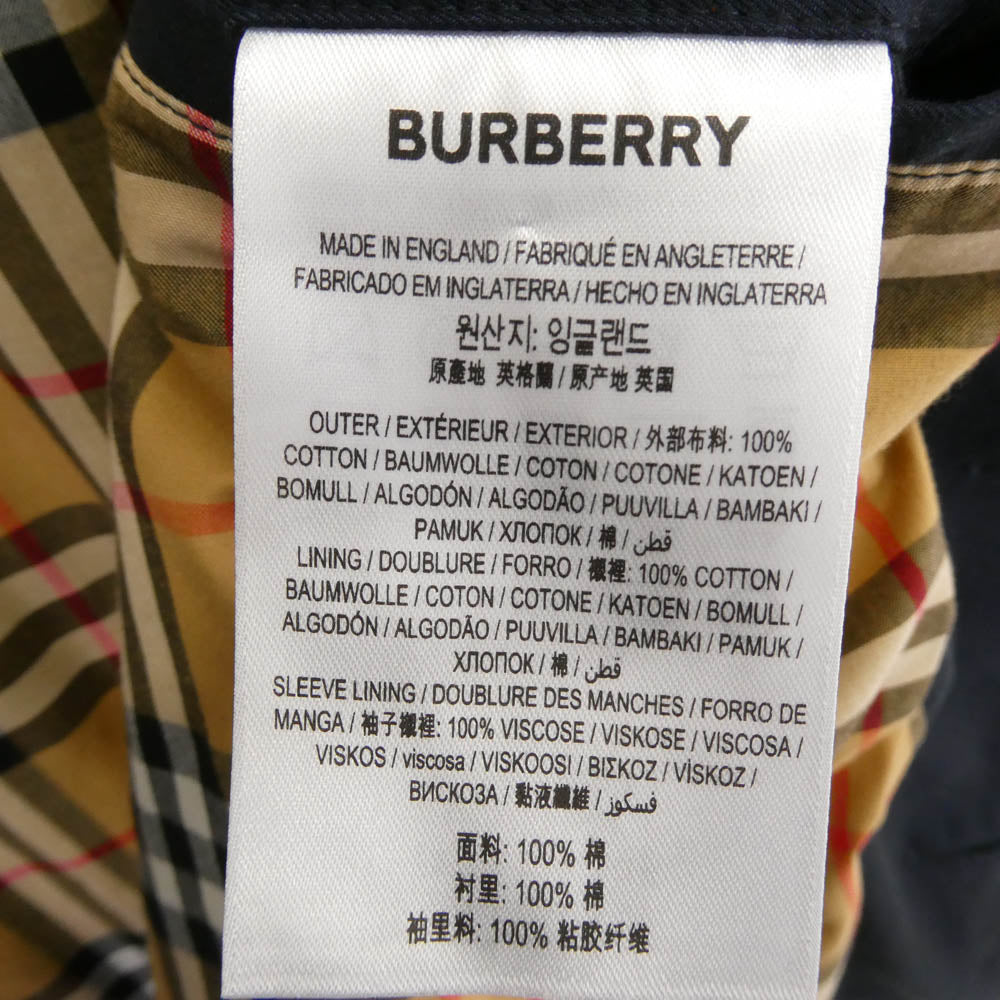 BURBERRY
MADE IN ENGLAND / FABRIQUÉ EN ANGLETERRE /
FABRICADO EM INGLATERRA / HECHO EN INGLATERRA
원산지: 잉글랜드
原產地 英格蘭 / 原产地 英国
OUTER / EXTÉRIEUR / EXTERIOR / 外部布料: 100%
COTTON / BAUMWOLLE / COTON / COTONE / KATOEN /
BOMULL / ALGODÓN / ALGODÃO / PUUVILLA / BAMBAKI /
PAMUK / ХЛОПОК / 棉 / قطن
LINING / DOUBLURE / FORRO / 襯裡: 100% COTTON /
BAUMWOLLE / COTON / COTONE / KATOEN / BOMULL /
ALGODÓN / ALGODÃO / PUUVILLA / BAMBAKI / PAMUK /
ХЛОПОК / 棉 / قطن
SLEEVE LINING / DOUBLURE DES MANCHES / FORRO DE
MANGA / 袖子襯裡: 100% VISCOSE / VISKOSE / VISCOSA /
VISKOS / viscosa / VISKOOSI / ΒΙΣΚΟΖ / VİSKOZ /
ВИСКОЗА / 黏液纖維 / فسكوز
面料: 100% 棉
衬里: 100% 棉
袖里料: 100% 粘胶纤维